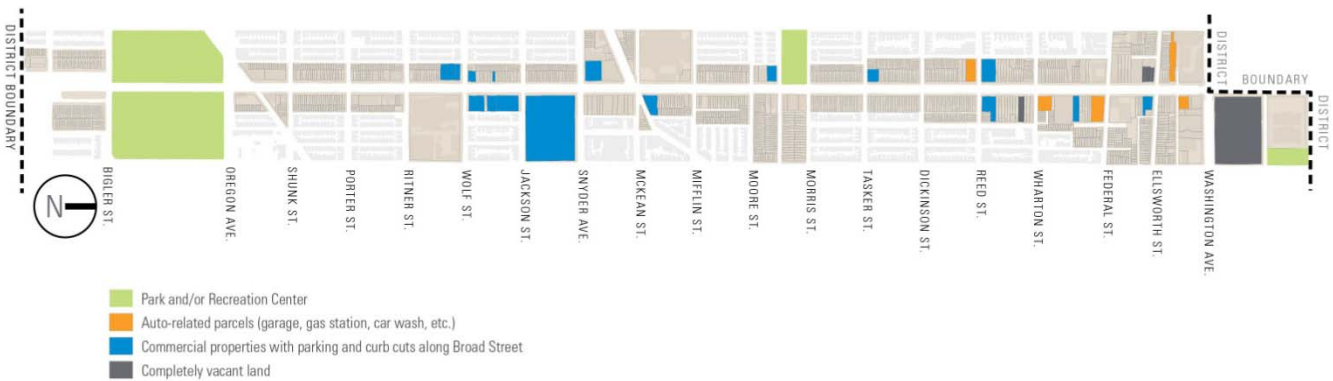 DISTRICT BOUNDARY
DISTRICT
BOUNDARY
DISTRICT
N
BIGLER ST.
OREGON AVE.
SHUNK ST.
PORTER ST.
RITNER ST.
WOLF ST.
JACKSON ST.
SNYDER AVE.
MCKEAN ST.
MIFFLIN ST.
MOORE ST.
MORRIS ST.
TASKER ST.
DICKINSON ST.
REED ST.
WHARTON ST.
FEDERAL ST.
ELLSWORTH ST.
WASHINGTON AVE.
Park and/or Recreation Center
Auto-related parcels (garage, gas station, car wash, etc.)
Commercial properties with parking and curb cuts along Broad Street
Completely vacant land